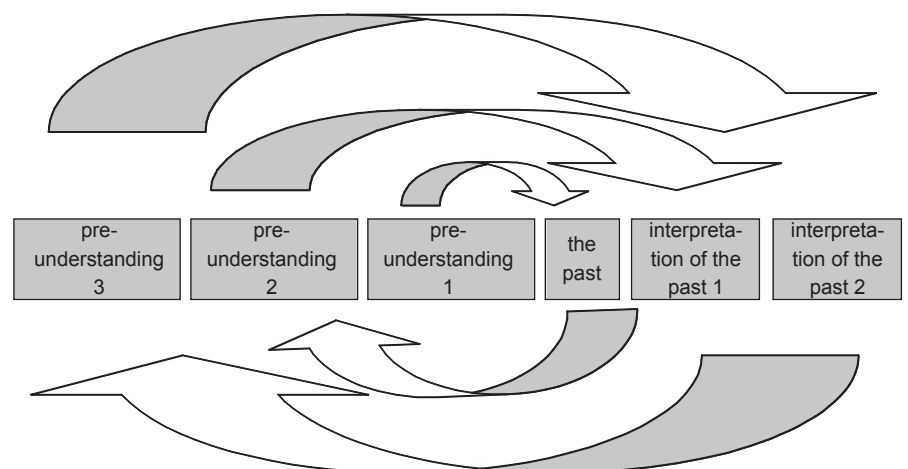 pre-
understanding
3
pre-
understanding
2
pre-
understanding
1
the
past
interpreta-
tion of the
past 1
interpreta-
tion of the
past 2